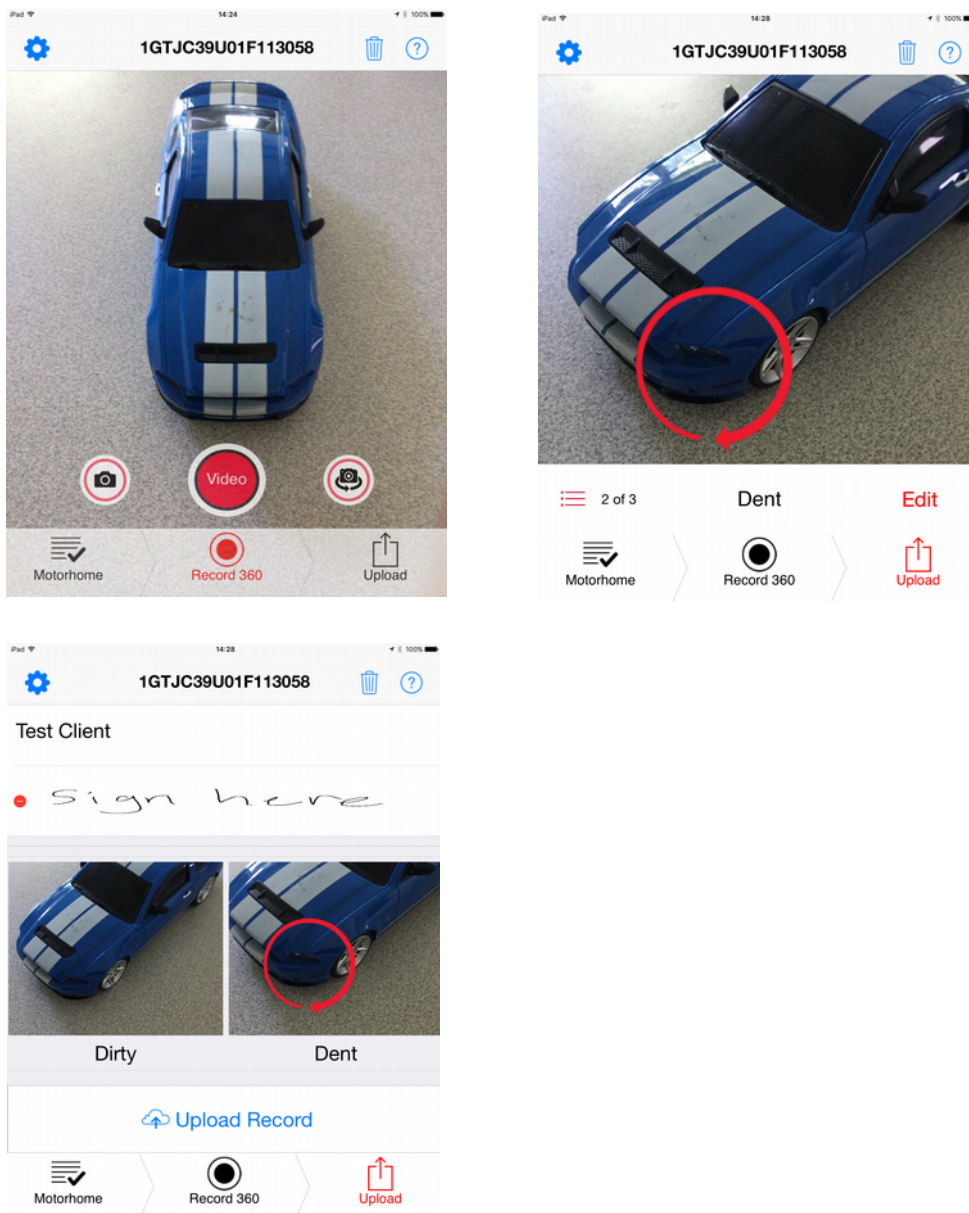 iPad 14:24 100%
1GTJC39U01F113058 ?
Video
Motorhome Record 360 Upload
iPad 14:28 100%
1GTJC39U01F113058 ?
2 of 3 Dent Edit
Motorhome Record 360 Upload
iPad 14:28 100%
1GTJC39U01F113058 ?
Test Client
Sign here
Dirty Dent
Upload Record
Motorhome Record 360 Upload